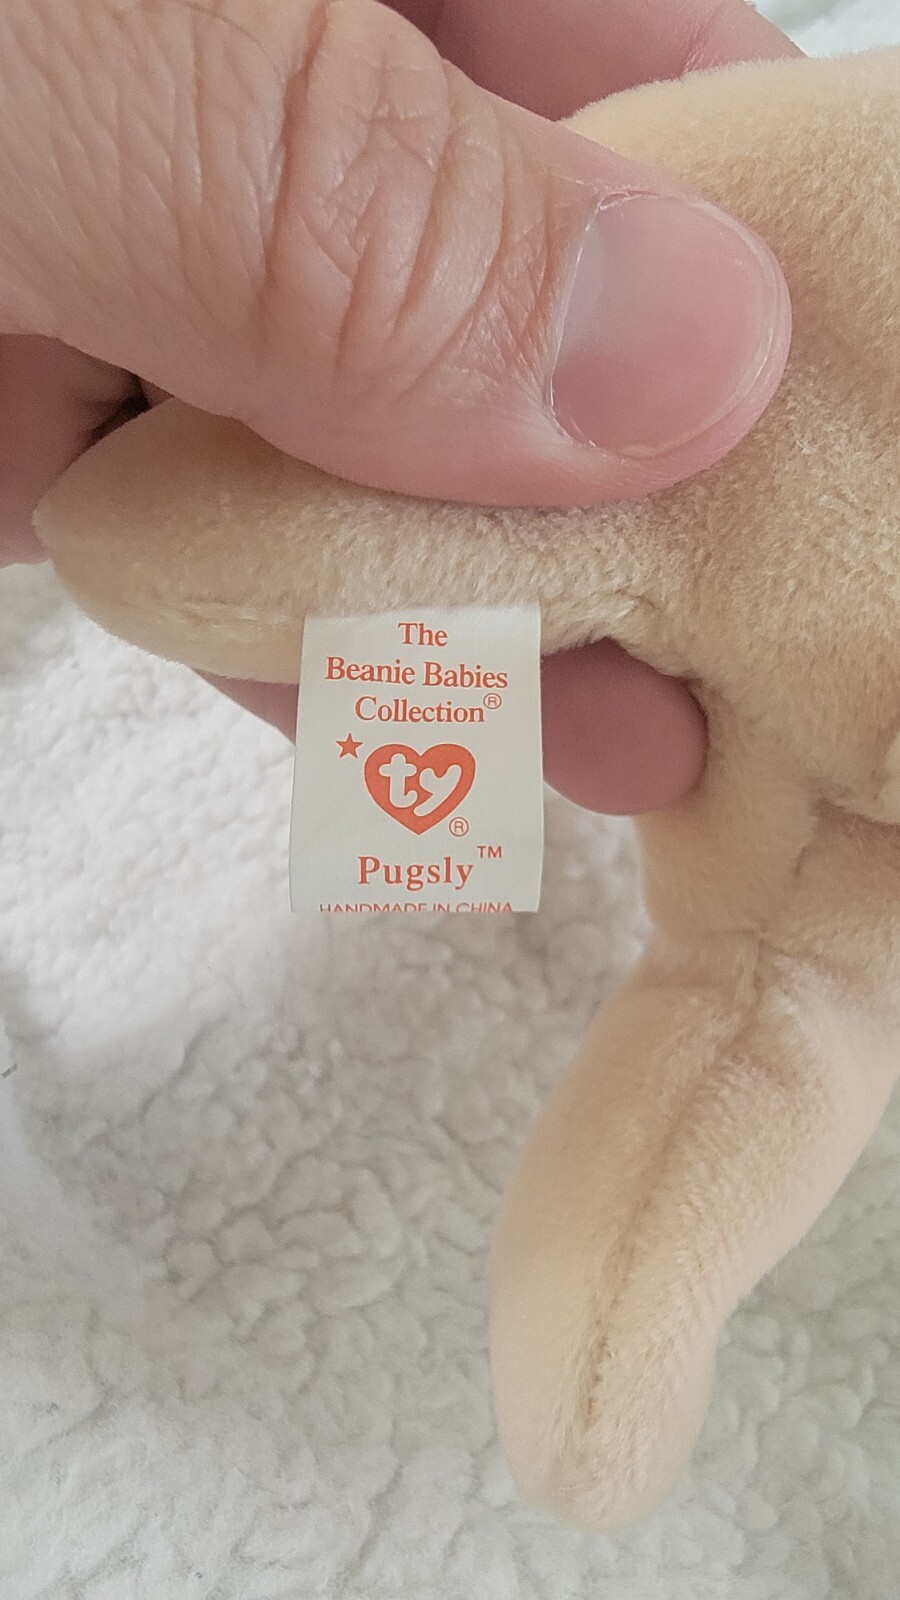 The
Beanie Babies
Collection®
★ ty®
Pugsly™
HANDMADE IN CHINA